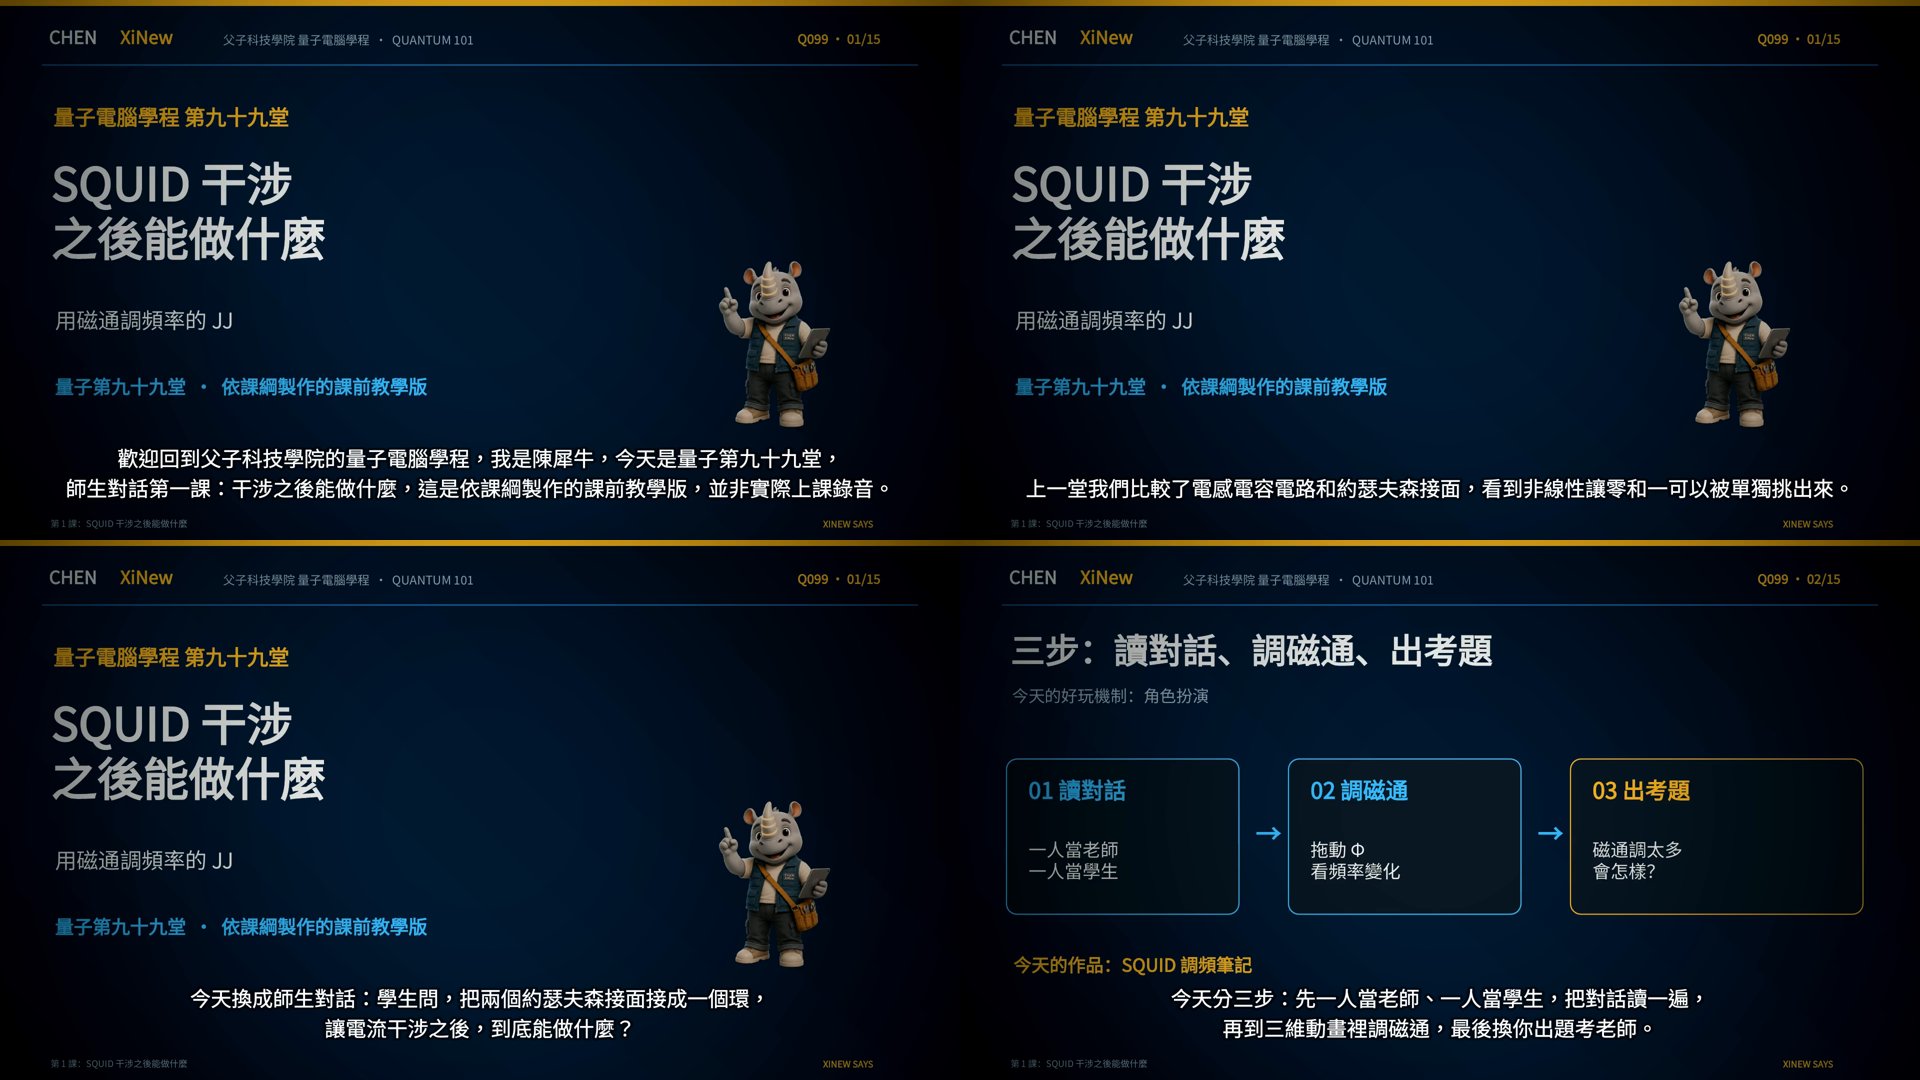 CHEN XiNew 父子科技學院 量子電腦學程 · QUANTUM 101 Q099 · 01/15
量子電腦學程 第九十九堂
SQUID 干涉
之後能做什麼
用磁通調頻率的 JJ
量子第九十九堂 · 依課綱製作的課前教學版
歡迎回到父子科技學院的量子電腦學程，我是陳犀牛，今天是量子第九十九堂，
師生對話第一課：干涉之後能做什麼，這是依課綱製作的課前教學版，並非實際上課錄音。
第 1 課：SQUID 干涉之後能做什麼 XINEW SAYS
CHEN XiNew 父子科技學院 量子電腦學程 · QUANTUM 101 Q099 · 01/15
量子電腦學程 第九十九堂
SQUID 干涉
之後能做什麼
用磁通調頻率的 JJ
量子第九十九堂 · 依課綱製作的課前教學版
上一堂我們比較了電感電容電路和約瑟夫森接面，看到非線性讓零和一可以被單獨挑出來。
第 1 課：SQUID 干涉之後能做什麼 XINEW SAYS
CHEN XiNew 父子科技學院 量子電腦學程 · QUANTUM 101 Q099 · 01/15
量子電腦學程 第九十九堂
SQUID 干涉
之後能做什麼
用磁通調頻率的 JJ
量子第九十九堂 · 依課綱製作的課前教學版
今天換成師生對話：學生問，把兩個約瑟夫森接面接成一個環，
讓電流干涉之後，到底能做什麼？
第 1 課：SQUID 干涉之後能做什麼 XINEW SAYS
CHEN XiNew 父子科技學院 量子電腦學程 · QUANTUM 101 Q099 · 02/15
三步：讀對話、調磁通、出考題
今天的好玩機制：角色扮演
01 讀對話
一人當老師
一人當學生
→
02 調磁通
拖動 Φ
看頻率變化
→
03 出考題
磁通調太多
會怎樣？
今天的作品：SQUID 調頻筆記
今天分三步：先一人當老師、一人當學生，把對話讀一遍，
再到三維動畫裡調磁通，最後換你出題考老師。
第 1 課：SQUID 干涉之後能做什麼 XINEW SAYS